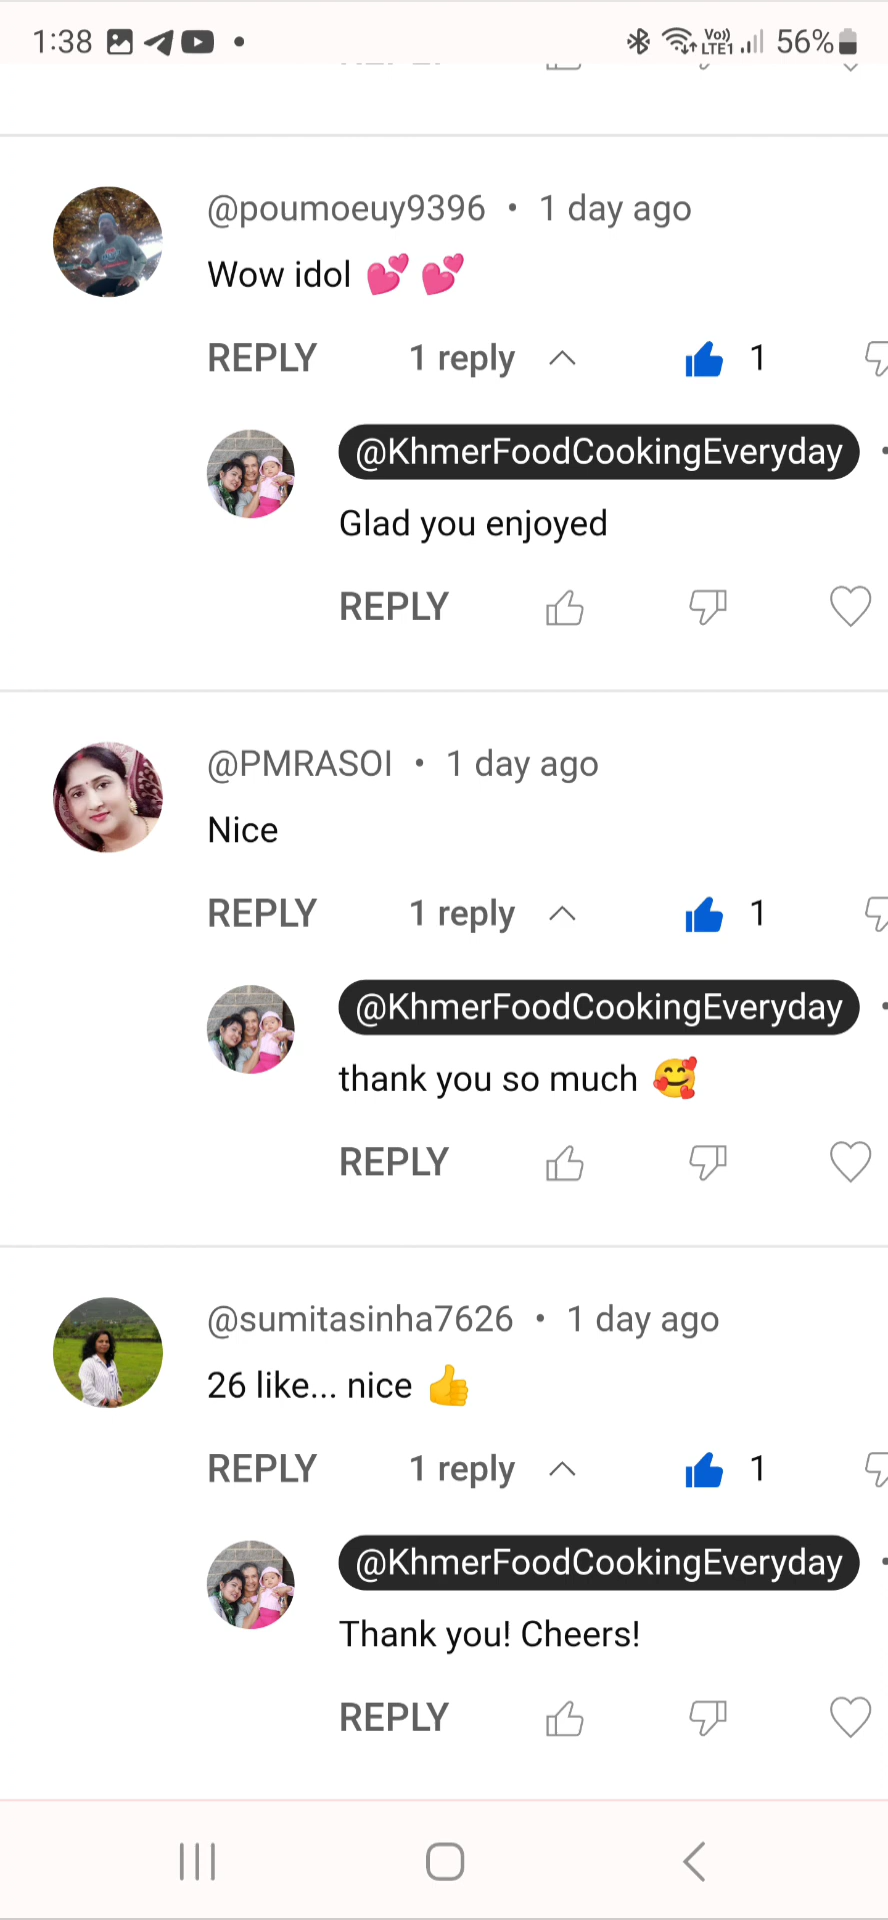 1:38 Vo)) LTE1 56%
@poumoeuy9396 • 1 day ago
Wow idol 💕 💕
REPLY 1 reply 1
@KhmerFoodCookingEveryday
Glad you enjoyed
REPLY
@PMRASOI • 1 day ago
Nice
REPLY 1 reply 1
@KhmerFoodCookingEveryday
thank you so much 🥰
REPLY
@sumitasinha7626 • 1 day ago
26 like... nice 👍
REPLY 1 reply 1
@KhmerFoodCookingEveryday
Thank you! Cheers!
REPLY